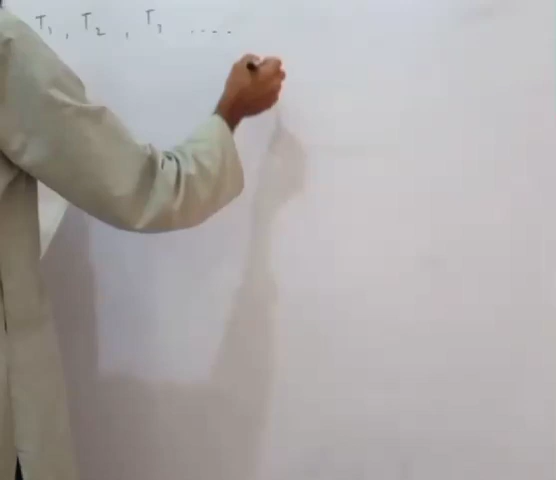 T₁, T₂, T₃ ....